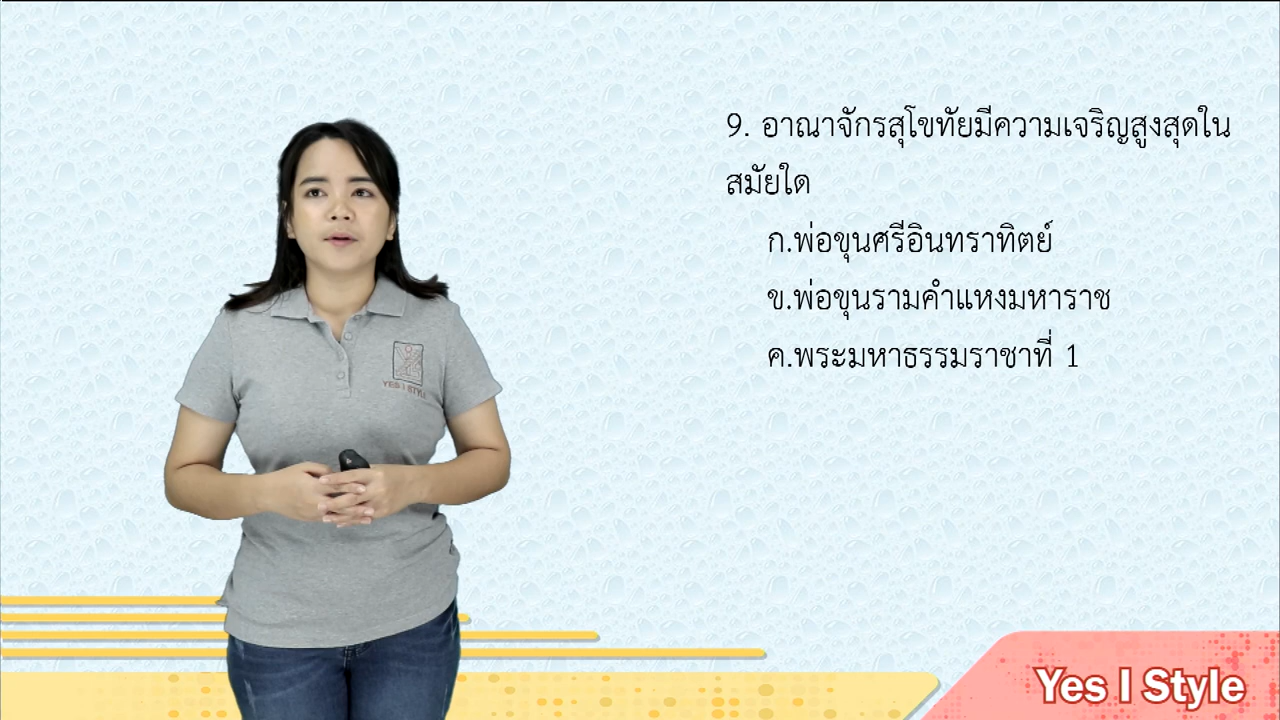 9. อาณาจักรสุโขทัยมีความเจริญสูงสุดใน
สมัยใด
ก.พ่อขุนศรีอินทราทิตย์
ข.พ่อขุนรามคำแหงมหาราช
ค.พระมหาธรรมราชาที่ 1
YES I STYLE
Yes I Style